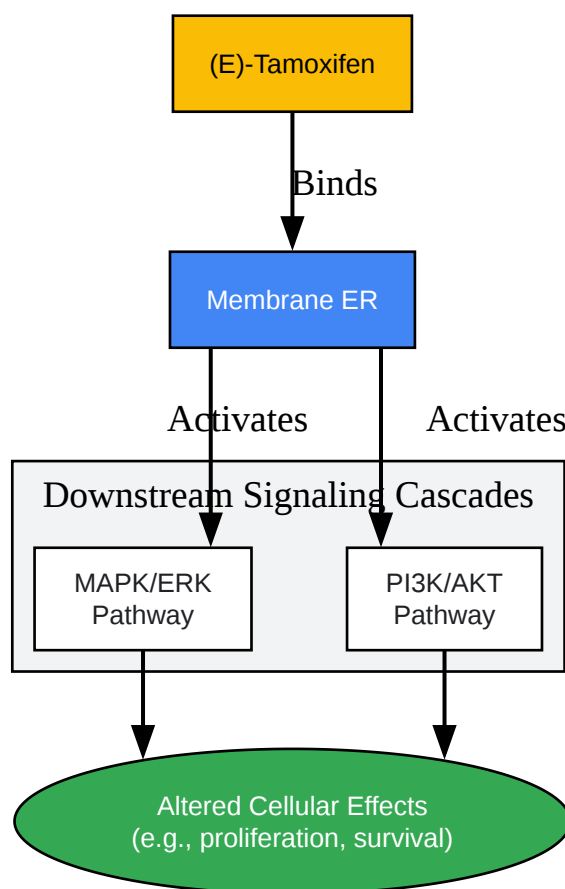 (E)-Tamoxifen
Binds
Membrane ER
Activates
Activates
Downstream Signaling Cascades
MAPK/ERK
Pathway
PI3K/AKT
Pathway
Altered Cellular Effects
(e.g., proliferation, survival)